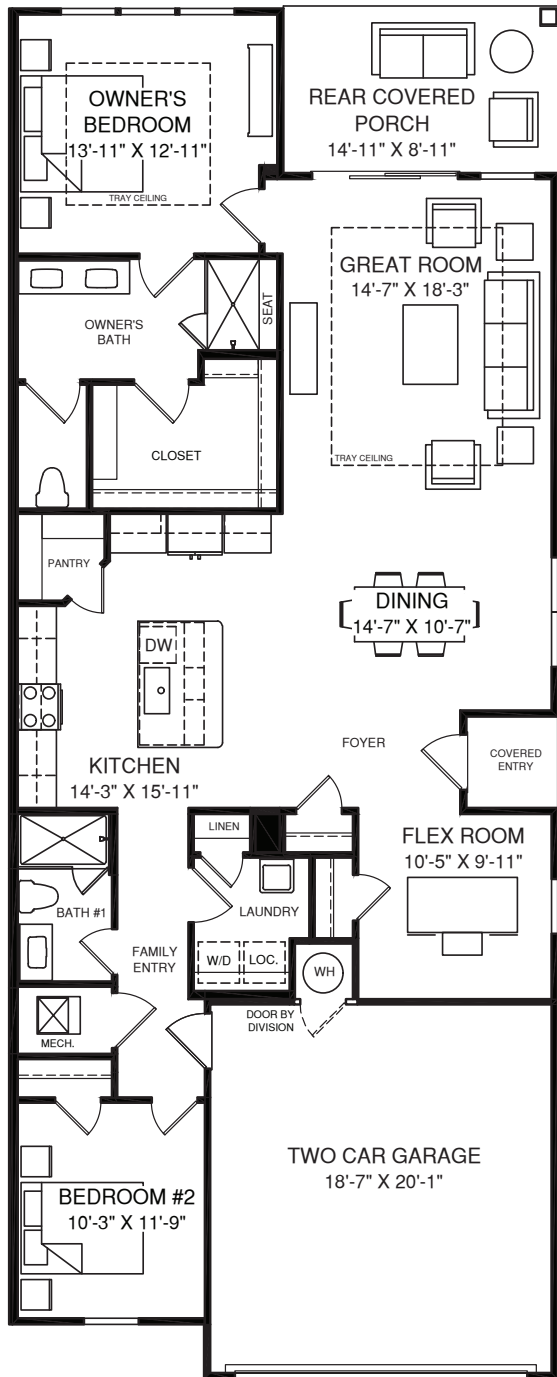 OWNER'S
BEDROOM
13'-11" X 12'-11"
TRAY CEILING
REAR COVERED
PORCH
14'-11" X 8'-11"
GREAT ROOM
14'-7" X 18'-3"
TRAY CEILING
OWNER'S
BATH
SEAT
CLOSET
PANTRY
DW
DINING
14'-7" X 10'-7"
KITCHEN
14'-3" X 15'-11"
FOYER
COVERED
ENTRY
LINEN
FLEX ROOM
10'-5" X 9'-11"
BATH #1
LAUNDRY
FAMILY
ENTRY
W/D
LOC.
WH
MECH.
DOOR BY
DIVISION
TWO CAR GARAGE
18'-7" X 20'-1"
BEDROOM #2
10'-3" X 11'-9"